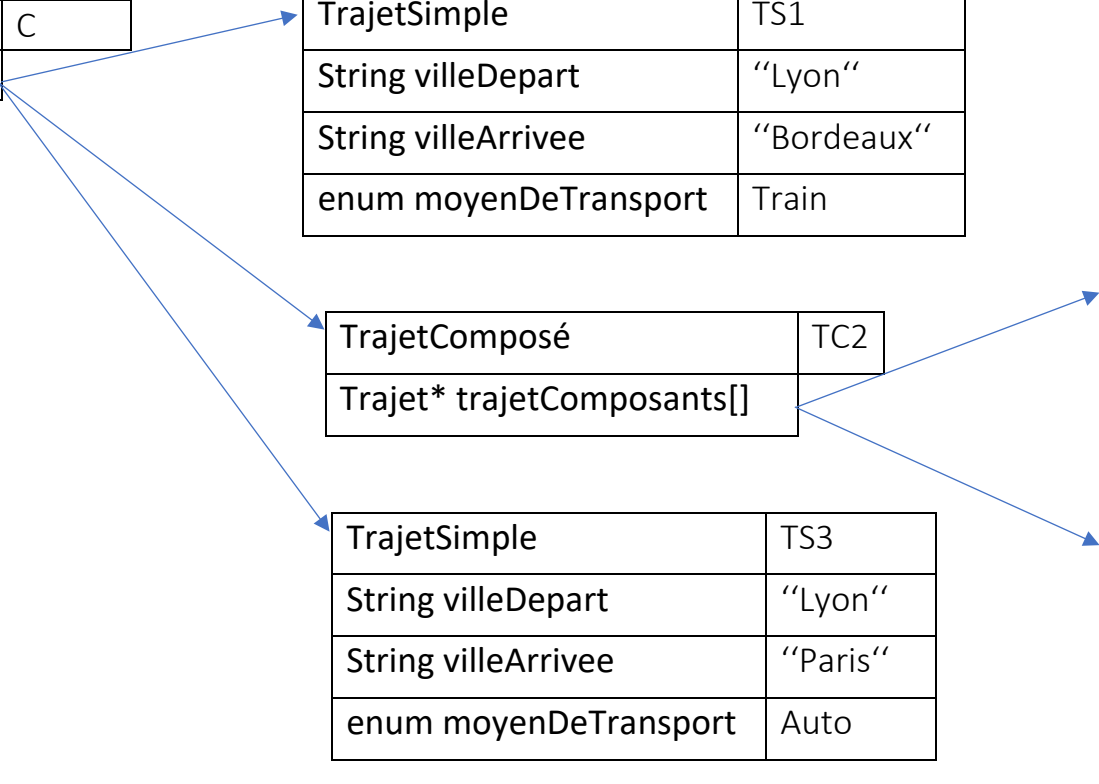 C
TrajetSimple TS1
String villeDepart ‘‘Lyon‘‘
String villeArrivee ‘‘Bordeaux‘‘
enum moyenDeTransport Train
TrajetComposé TC2
Trajet* trajetComposants[]
TrajetSimple TS3
String villeDepart ‘‘Lyon‘‘
String villeArrivee ‘‘Paris‘‘
enum moyenDeTransport Auto